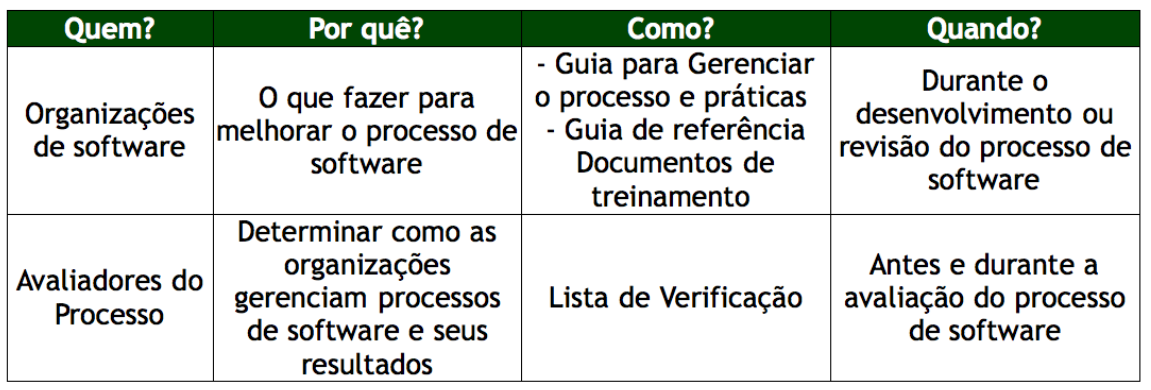 Quem? Por quê? Como? Quando?
Organizações
de software
O que fazer para
melhorar o processo de
software
- Guia para Gerenciar
o processo e práticas
- Guia de referência
Documentos de
treinamento
Durante o
desenvolvimento ou
revisão do processo de
software
Avaliadores do
Processo
Determinar como as
organizações
gerenciam processos
de software e seus
resultados
Lista de Verificação
Antes e durante a
avaliação do processo
de software